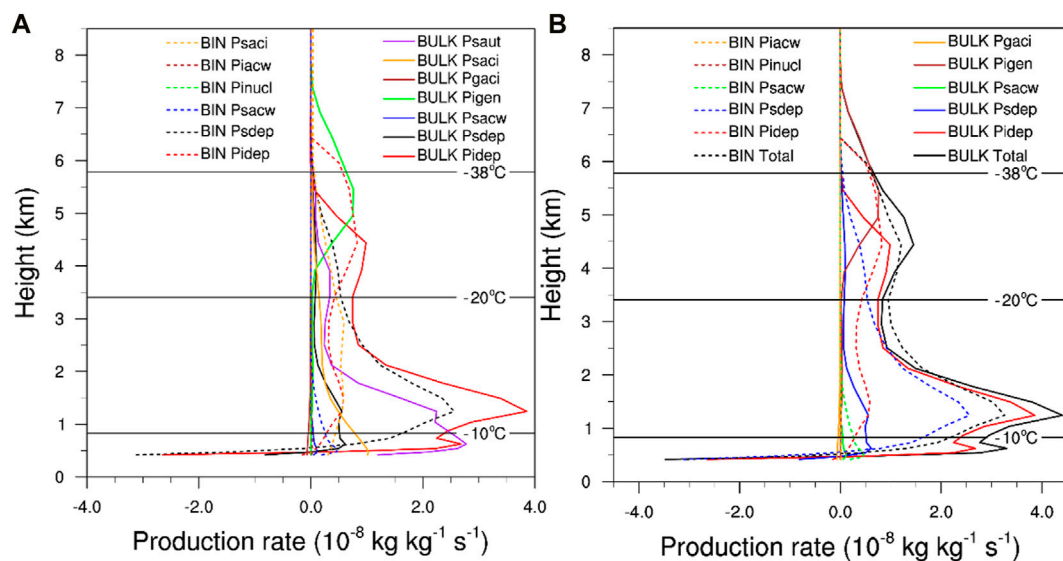 A
BIN Psaci
BIN Piacw
BIN Pinucl
BIN Psacw
BIN Psdep
BIN Pidep
BULK Psaut
BULK Psaci
BULK Pgaci
BULK Pigen
BULK Psacw
BULK Psdep
BULK Pidep
8
7
6
5
4
3
2
1
0
Height (km)
-38°C
-20°C
-10°C
-4.0
-2.0
0.0
2.0
4.0
Production rate (10-8 kg kg-1 s-1)
B
BIN Piacw
BIN Pinucl
BIN Psacw
BIN Psdep
BIN Pidep
BIN Total
BULK Pgaci
BULK Pigen
BULK Psacw
BULK Psdep
BULK Pidep
BULK Total
8
7
6
5
4
3
2
1
0
Height (km)
-38°C
-20°C
-10°C
-4.0
-2.0
0.0
2.0
4.0
Production rate (10-8 kg kg-1 s-1)